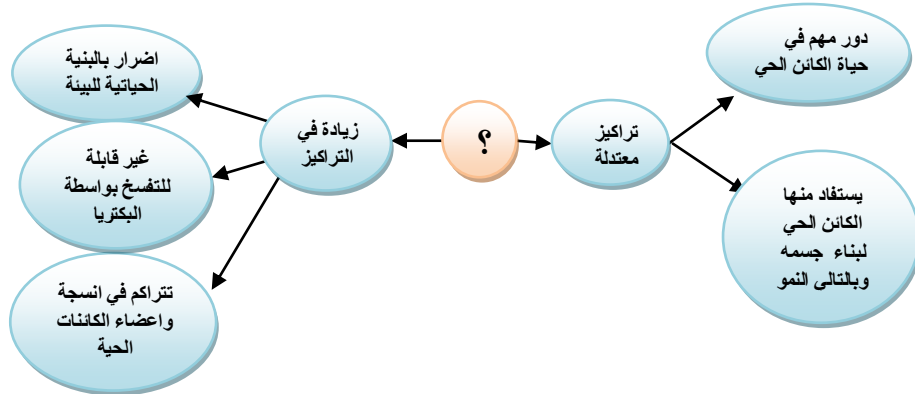 دور مهم في
حياة الكائن الحي
تراكيز
معتدلة
يستفاد منها
الكائن الحي
لبناء جسمه
وبالتالى النمو
؟
زيادة في
التراكيز
اضرار بالبنية
الحياتية للبيئة
غير قابلة
للتفسخ بواسطة
البكتريا
تتراكم في انسجة
واعضاء الكائنات
الحية